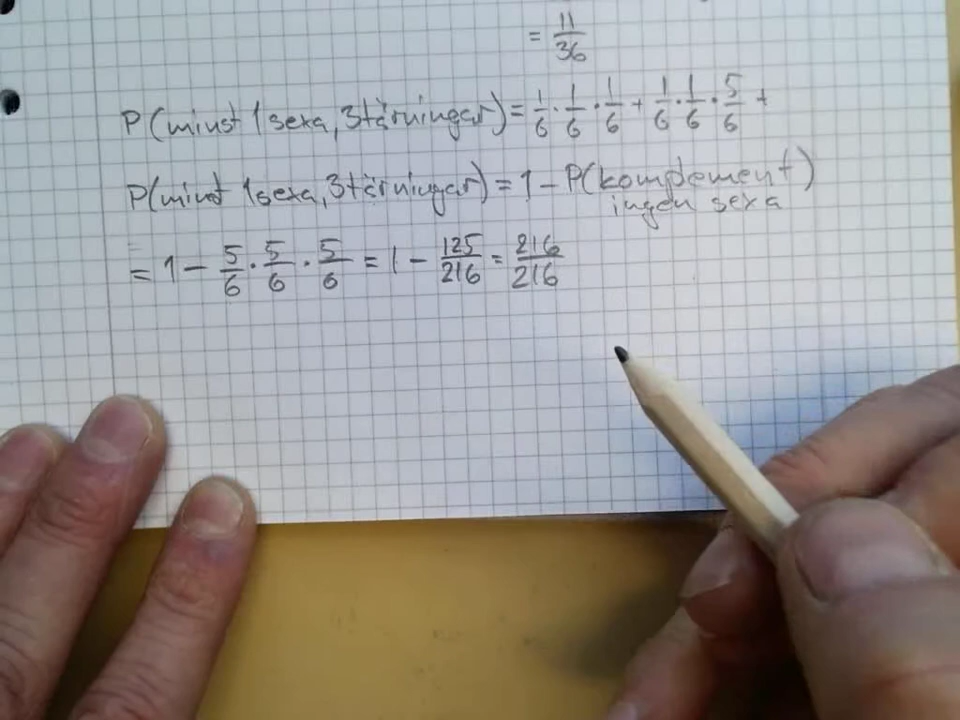 = 11/36
P(minst 1 sexa, 3 tärningar) = 1/6 · 1/6 · 1/6 + 1/6 · 1/6 · 5/6 +
P(minst 1 sexa, 3 tärningar) = 1 - P(komplement)
ingen sexa
= 1 - 5/6 · 5/6 · 5/6 = 1 - 125/216 = 216/216